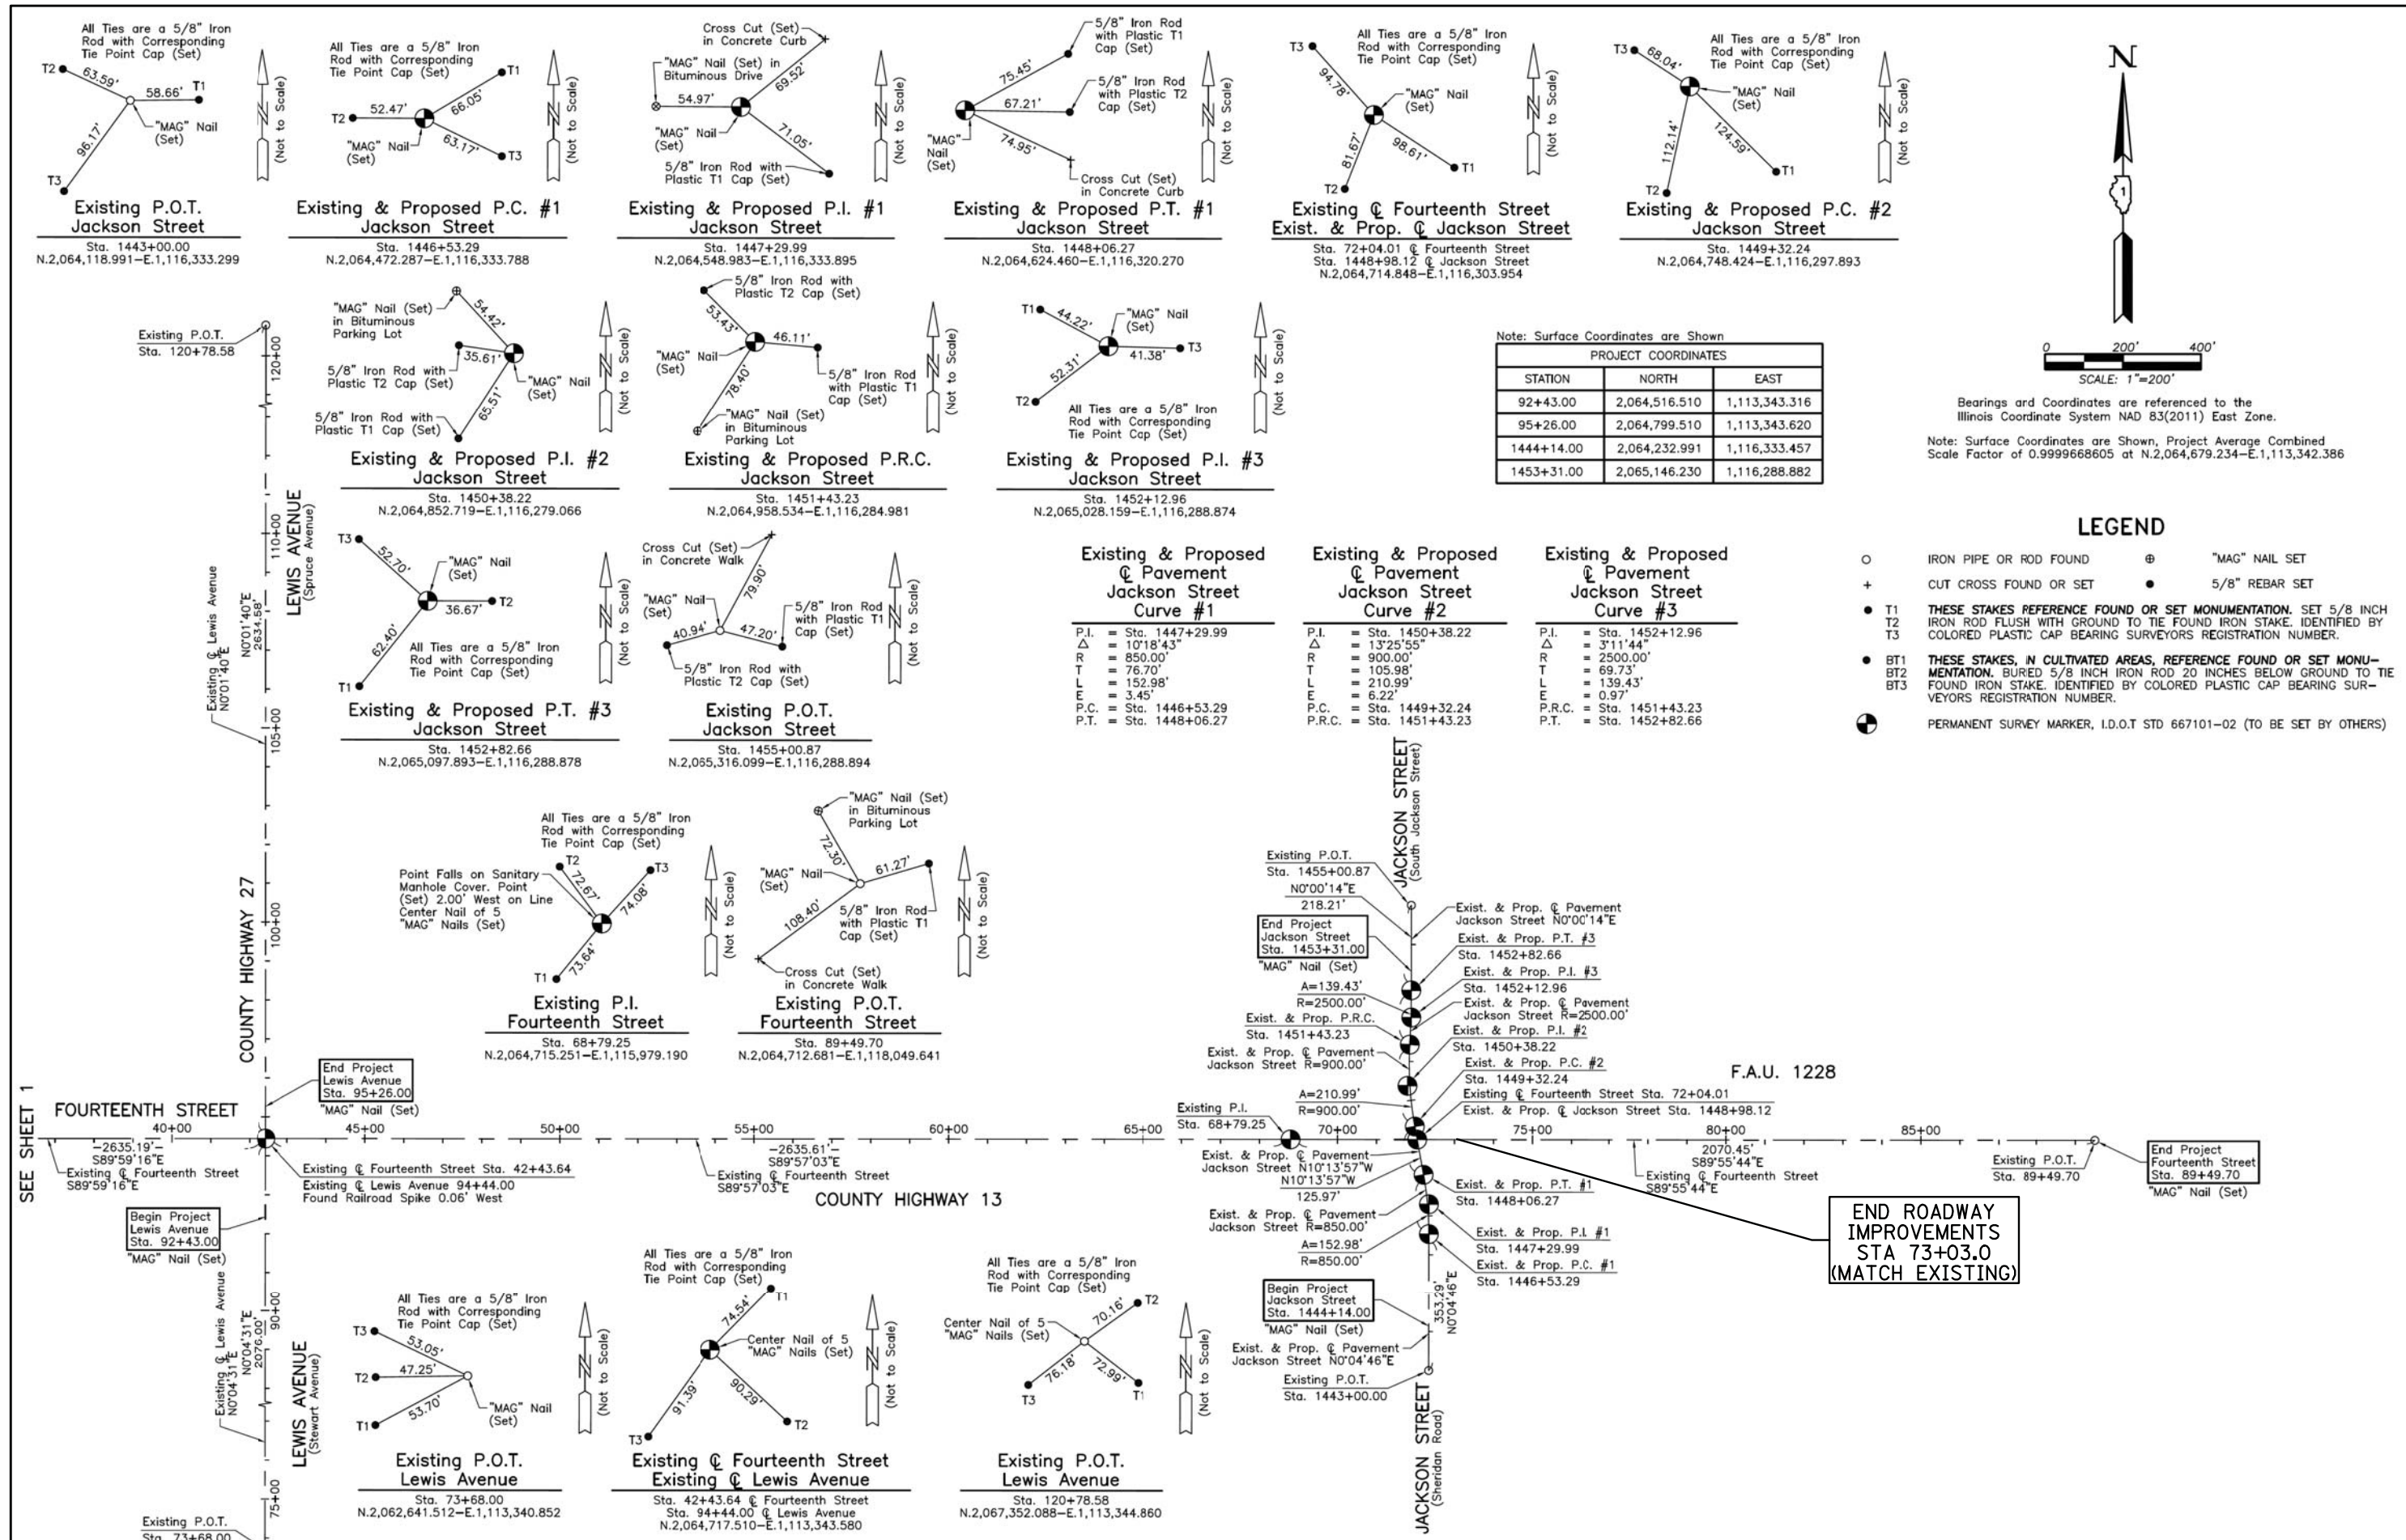 All Ties are a 5/8" Iron
Rod with Corresponding
Tie Point Cap (Set)
T2
63.59'
58.66'
T1
96.17'
T3
"MAG" Nail
(Set)
(Not to Scale)
N
Existing P.O.T.
Jackson Street
Sta. 1443+00.00
N.2,064,118.991-E.1,116,333.299
All Ties are a 5/8" Iron
Rod with Corresponding
Tie Point Cap (Set)
T1
66.05'
T2
52.47'
63.17'
T3
"MAG" Nail
(Set)
(Not to Scale)
N
Existing & Proposed P.C. #1
Jackson Street
Sta. 1446+53.29
N.2,064,472.287-E.1,116,333.788
Cross Cut (Set)
in Concrete Curb
"MAG" Nail (Set) in
Bituminous Drive
69.52'
54.97'
71.05'
"MAG" Nail
(Set)
5/8" Iron Rod with
Plastic T1 Cap (Set)
(Not to Scale)
N
Existing & Proposed P.I. #1
Jackson Street
Sta. 1447+29.99
N.2,064,548.983-E.1,116,333.895
5/8" Iron Rod
with Plastic T1
Cap (Set)
75.45'
5/8" Iron Rod
with Plastic T2
Cap (Set)
67.21'
74.95'
"MAG"
Nail
(Set)
Cross Cut (Set)
in Concrete Curb
(Not to Scale)
N
Existing & Proposed P.T. #1
Jackson Street
Sta. 1448+06.27
N.2,064,624.460-E.1,116,320.270
All Ties are a 5/8" Iron
Rod with Corresponding
Tie Point Cap (Set)
T3
94.78'
"MAG" Nail
(Set)
81.67'
98.61'
T1
T2
(Not to Scale)
N
Existing ℄ Fourteenth Street
Exist. & Prop. ℄ Jackson Street
Sta. 72+04.01 ℄ Fourteenth Street
Sta. 1448+98.12 ℄ Jackson Street
N.2,064,714.848-E.1,116,303.954
All Ties are a 5/8" Iron
Rod with Corresponding
Tie Point Cap (Set)
T3
68.04'
"MAG" Nail
(Set)
112.14'
124.59'
T1
T2
(Not to Scale)
N
Existing & Proposed P.C. #2
Jackson Street
Sta. 1449+32.24
N.2,064,748.424-E.1,116,297.893
N
1
0 200' 400'
SCALE: 1"=200'
Bearings and Coordinates are referenced to the
Illinois Coordinate System NAD 83(2011) East Zone.
Note: Surface Coordinates are Shown, Project Average Combined
Scale Factor of 0.9999668605 at N.2,064,679.234-E.1,113,342.386
"MAG" Nail (Set)
in Bituminous
Parking Lot
54.42'
35.61'
5/8" Iron Rod with
Plastic T2 Cap (Set)
65.51'
"MAG" Nail
(Set)
5/8" Iron Rod with
Plastic T1 Cap (Set)
(Not to Scale)
N
Existing & Proposed P.I. #2
Jackson Street
Sta. 1450+38.22
N.2,064,852.719-E.1,116,279.066
5/8" Iron Rod with
Plastic T2 Cap (Set)
53.43'
46.11'
"MAG" Nail
(Set)
78.40'
5/8" Iron Rod
with Plastic T1
Cap (Set)
"MAG" Nail (Set)
in Bituminous
Parking Lot
(Not to Scale)
N
Existing & Proposed P.R.C.
Jackson Street
Sta. 1451+43.23
N.2,064,958.534-E.1,116,284.981
T1
44.22'
"MAG" Nail
(Set)
41.38'
T3
52.31'
T2
All Ties are a 5/8" Iron
Rod with Corresponding
Tie Point Cap (Set)
(Not to Scale)
N
Existing & Proposed P.I. #3
Jackson Street
Sta. 1452+12.96
N.2,065,028.159-E.1,116,288.874
Note: Surface Coordinates are Shown
PROJECT COORDINATES
STATION NORTH EAST
92+43.00 2,064,516.510 1,113,343.316
95+26.00 2,064,799.510 1,113,343.620
1444+14.00 2,064,232.991 1,116,333.457
1453+31.00 2,065,146.230 1,116,288.882
LEGEND
IRON PIPE OR ROD FOUND
"MAG" NAIL SET
CUT CROSS FOUND OR SET
5/8" REBAR SET
T1 THESE STAKES REFERENCE FOUND OR SET MONUMENTATION. SET 5/8 INCH
T2 IRON ROD FLUSH WITH GROUND TO TIE FOUND IRON STAKE. IDENTIFIED BY
T3 COLORED PLASTIC CAP BEARING SURVEYORS REGISTRATION NUMBER.
BT1 THESE STAKES, IN CULTIVATED AREAS, REFERENCE FOUND OR SET MONU-
BT2 MENTATION. BURIED 5/8 INCH IRON ROD 20 INCHES BELOW GROUND TO TIE
BT3 FOUND IRON STAKE. IDENTIFIED BY COLORED PLASTIC CAP BEARING SUR-
VEYORS REGISTRATION NUMBER.
PERMANENT SURVEY MARKER, I.D.O.T STD 667101-02 (TO BE SET BY OTHERS)
T3
52.70'
"MAG" Nail
(Set)
36.67'
T2
62.40'
T1
All Ties are a 5/8" Iron
Rod with Corresponding
Tie Point Cap (Set)
(Not to Scale)
N
Existing & Proposed P.T. #3
Jackson Street
Sta. 1452+82.66
N.2,065,097.893-E.1,116,288.878
Cross Cut (Set)
in Concrete Walk
79.90'
"MAG" Nail
(Set)
5/8" Iron Rod
with Plastic T1
Cap (Set)
40.94'
47.20'
5/8" Iron Rod with
Plastic T2 Cap (Set)
(Not to Scale)
N
Existing P.O.T.
Jackson Street
Sta. 1455+00.87
N.2,065,316.099-E.1,116,288.894
Existing & Proposed
℄ Pavement
Jackson Street
Curve #1
P.I. = Sta. 1447+29.99
Δ = 10°18'43"
R = 850.00'
T = 76.70'
L = 152.98'
E = 3.45'
P.C. = Sta. 1446+53.29
P.T. = Sta. 1448+06.27
Existing & Proposed
℄ Pavement
Jackson Street
Curve #2
P.I. = Sta. 1450+38.22
Δ = 13°25'55"
R = 900.00'
T = 105.98'
L = 210.99'
E = 6.22'
P.C. = Sta. 1449+32.24
P.R.C. = Sta. 1451+43.23
Existing & Proposed
℄ Pavement
Jackson Street
Curve #3
P.I. = Sta. 1452+12.96
Δ = 3°11'44"
R = 2500.00'
T = 69.73'
L = 139.43'
E = 0.97'
P.R.C. = Sta. 1451+43.23
P.T. = Sta. 1452+82.66
All Ties are a 5/8" Iron
Rod with Corresponding
Tie Point Cap (Set)
T2
T3
72.67'
74.08'
Point Falls on Sanitary
Manhole Cover. Point
(Set) 2.00' West on Line
Center Nail of 5
"MAG" Nails (Set)
73.64'
T1
(Not to Scale)
N
Existing P.I.
Fourteenth Street
Sta. 68+79.25
N.2,064,715.251-E.1,115,979.190
"MAG" Nail (Set)
in Bituminous
Parking Lot
72.30'
61.27'
"MAG" Nail
(Set)
108.40'
5/8" Iron Rod
with Plastic T1
Cap (Set)
Cross Cut (Set)
in Concrete Walk
(Not to Scale)
N
Existing P.O.T.
Fourteenth Street
Sta. 89+49.70
N.2,064,712.681-E.1,118,049.641
Existing P.O.T.
Sta. 120+78.58
120+00
LEWIS AVENUE
(Spruce Avenue)
110+00
Existing ℄ Lewis Avenue
N0°01'40"E
N0°01'40"E
2634.58'
105+00
COUNTY HIGHWAY 27
100+00
End Project
Lewis Avenue
Sta. 95+26.00
"MAG" Nail (Set)
SEE SHEET 1
FOURTEENTH STREET
40+00
45+00
50+00
55+00
60+00
65+00
70+00
75+00
80+00
85+00
-2635.19'-
S89°59'16"E
Existing ℄ Fourteenth Street
S89°59'16"E
Existing ℄ Fourteenth Street Sta. 42+43.64
Existing ℄ Lewis Avenue 94+44.00
Found Railroad Spike 0.06' West
-2635.61'-
S89°57'03"E
Existing ℄ Fourteenth Street
S89°57'03"E
COUNTY HIGHWAY 13
Begin Project
Lewis Avenue
Sta. 92+43.00
"MAG" Nail (Set)
Existing ℄ Lewis Avenue
N0°04'31"E
N0°04'31"E
2076.00'
90+00
LEWIS AVENUE
(Stewart Avenue)
75+00
Existing P.O.T.
Sta. 73+68.00
JACKSON STREET
(South Jackson Street)
Existing P.O.T.
Sta. 1455+00.87
N0°00'14"E
218.21'
End Project
Jackson Street
Sta. 1453+31.00
"MAG" Nail (Set)
Exist. & Prop. ℄ Pavement
Jackson Street N0°00'14"E
Exist. & Prop. P.T. #3
Sta. 1452+82.66
Exist. & Prop. P.I. #3
Sta. 1452+12.96
A=139.43'
R=2500.00'
Exist. & Prop. ℄ Pavement
Jackson Street R=2500.00'
Exist. & Prop. P.R.C.
Sta. 1451+43.23
Exist. & Prop. P.I. #2
Sta. 1450+38.22
Exist. & Prop. ℄ Pavement
Jackson Street R=900.00'
Exist. & Prop. P.C. #2
Sta. 1449+32.24
A=210.99'
R=900.00'
Existing ℄ Fourteenth Street Sta. 72+04.01
Exist. & Prop. ℄ Jackson Street Sta. 1448+98.12
F.A.U. 1228
Existing P.I.
Sta. 68+79.25
Exist. & Prop. ℄ Pavement
Jackson Street N10°13'57"W
N10°13'57"W
125.97'
Exist. & Prop. P.T. #1
Sta. 1448+06.27
Exist. & Prop. ℄ Pavement
Jackson Street R=850.00'
Exist. & Prop. P.I. #1
Sta. 1447+29.99
A=152.98'
R=850.00'
Exist. & Prop. P.C. #1
Sta. 1446+53.29
2070.45'
S89°55'44"E
Existing ℄ Fourteenth Street
S89°55'44"E
Existing P.O.T.
Sta. 89+49.70
End Project
Fourteenth Street
Sta. 89+49.70
"MAG" Nail (Set)
END ROADWAY
IMPROVEMENTS
STA 73+03.0
(MATCH EXISTING)
Begin Project
Jackson Street
Sta. 1444+14.00
"MAG" Nail (Set)
353.29'
N0°04'46"E
Exist. & Prop. ℄ Pavement
Jackson Street N0°04'46"E
Existing P.O.T.
Sta. 1443+00.00
JACKSON STREET
(Sheridan Road)
All Ties are a 5/8" Iron
Rod with Corresponding
Tie Point Cap (Set)
T3
53.05'
T2
47.25'
T1
53.70'
"MAG" Nail
(Set)
(Not to Scale)
N
Existing P.O.T.
Lewis Avenue
Sta. 73+68.00
N.2,062,641.512-E.1,113,340.852
All Ties are a 5/8" Iron
Rod with Corresponding
Tie Point Cap (Set)
T1
74.54'
Center Nail of 5
"MAG" Nails (Set)
91.39'
90.29'
T2
T3
(Not to Scale)
N
Existing ℄ Fourteenth Street
Existing ℄ Lewis Avenue
Sta. 42+43.64 ℄ Fourteenth Street
Sta. 94+44.00 ℄ Lewis Avenue
N.2,064,717.510-E.1,113,343.580
All Ties are a 5/8" Iron
Rod with Corresponding
Tie Point Cap (Set)
T2
70.16'
Center Nail of 5
"MAG" Nails (Set)
76.18'
72.99'
T3
T1
(Not to Scale)
N
Existing P.O.T.
Lewis Avenue
Sta. 120+78.58
N.2,067,352.088-E.1,113,344.860